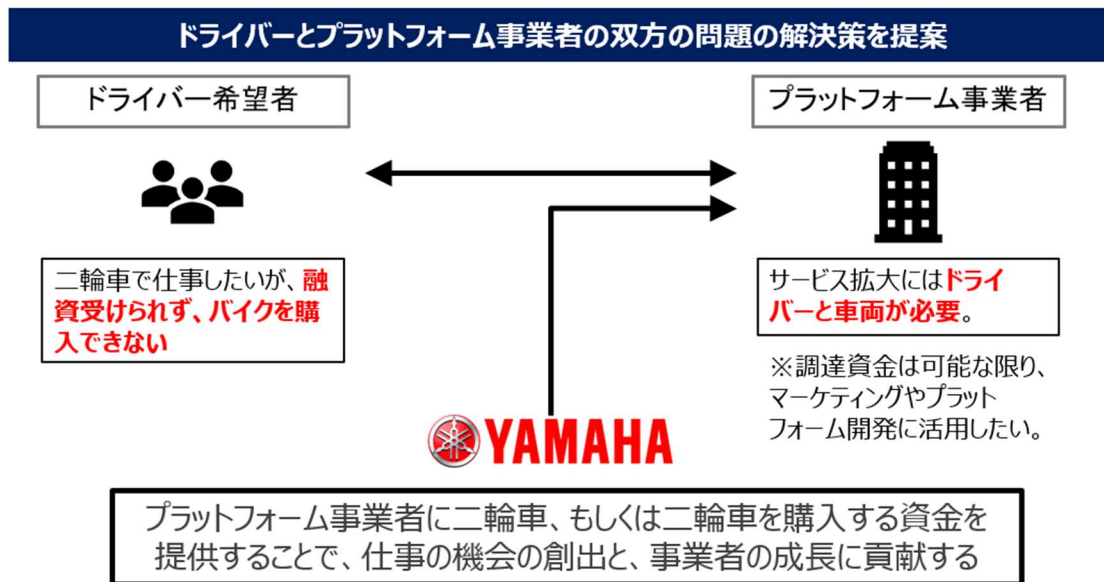 ドライバーとプラットフォーム事業者の双方の問題の解決策を提案
ドライバー希望者
プラットフォーム事業者
二輪車で仕事したいが、融
資受けられず、バイクを購
入できない
サービス拡大にはドライ
バーと車両が必要。
※調達資金は可能な限り、
マーケティングやプラット
フォーム開発に活用したい。
YAMAHA
プラットフォーム事業者に二輪車、もしくは二輪車を購入する資金を
提供することで、仕事の機会の創出と、事業者の成長に貢献する